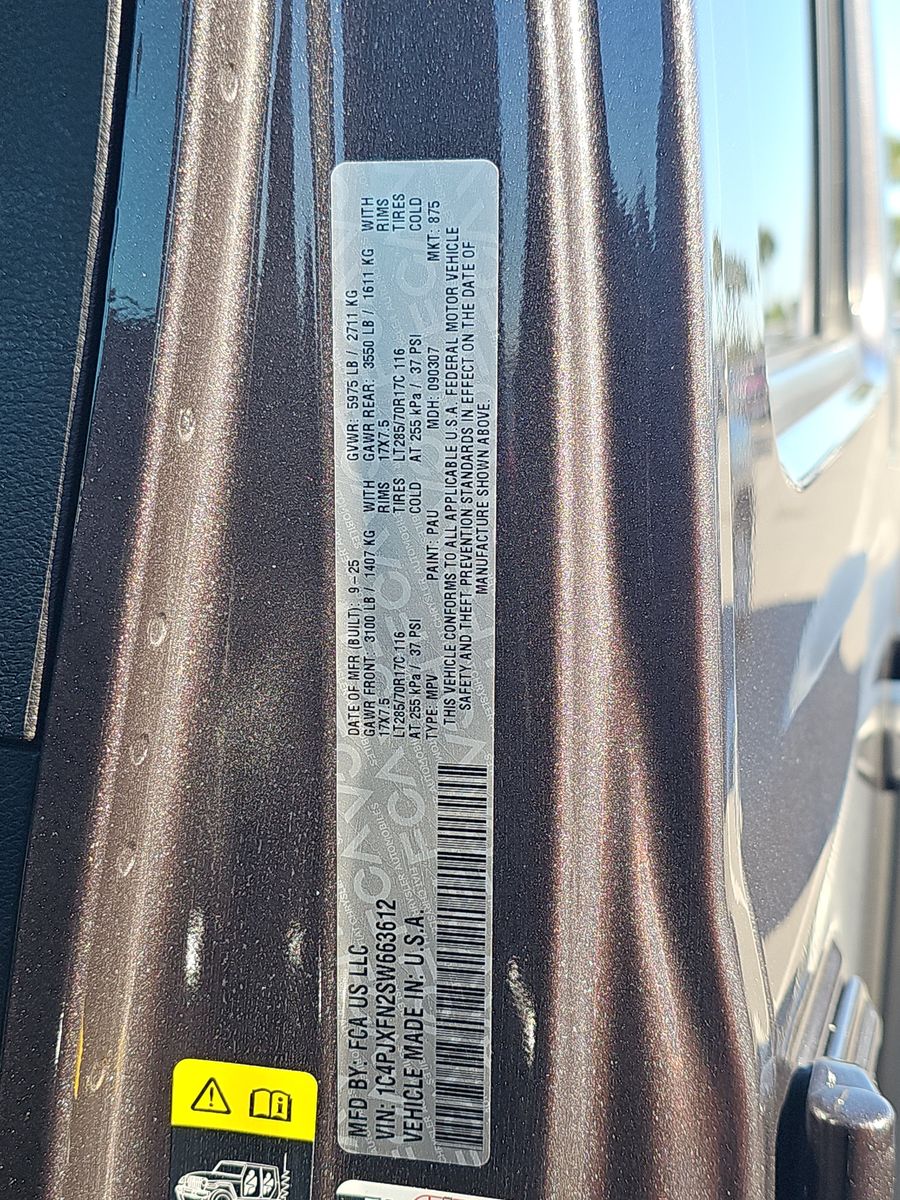 MFD BY: FCA US LLC
VIN: 1C4PJXFN2SW663612
VEHICLE MADE IN: U.S.A.
DATE OF MFR (BUILT): 9-25 GVWR: 5975 LB / 2711 KG
GAWR FRONT: 3100 LB / 1407 KG WITH GAWR REAR: 3550 LB / 1611 KG WITH
17X7.5 RIMS 17X7.5 RIMS
LT285/70R17C 116 TIRES LT285/70R17C 116 TIRES
AT 255 kPa / 37 PSI COLD AT 255 kPa / 37 PSI COLD
TYPE: MPV PAINT: PAU MDH: 090307 MKT: 875
THIS VEHICLE CONFORMS TO ALL APPLICABLE U.S.A. FEDERAL MOTOR VEHICLE
SAFETY AND THEFT PREVENTION STANDARDS IN EFFECT ON THE DATE OF
MANUFACTURE SHOWN ABOVE.